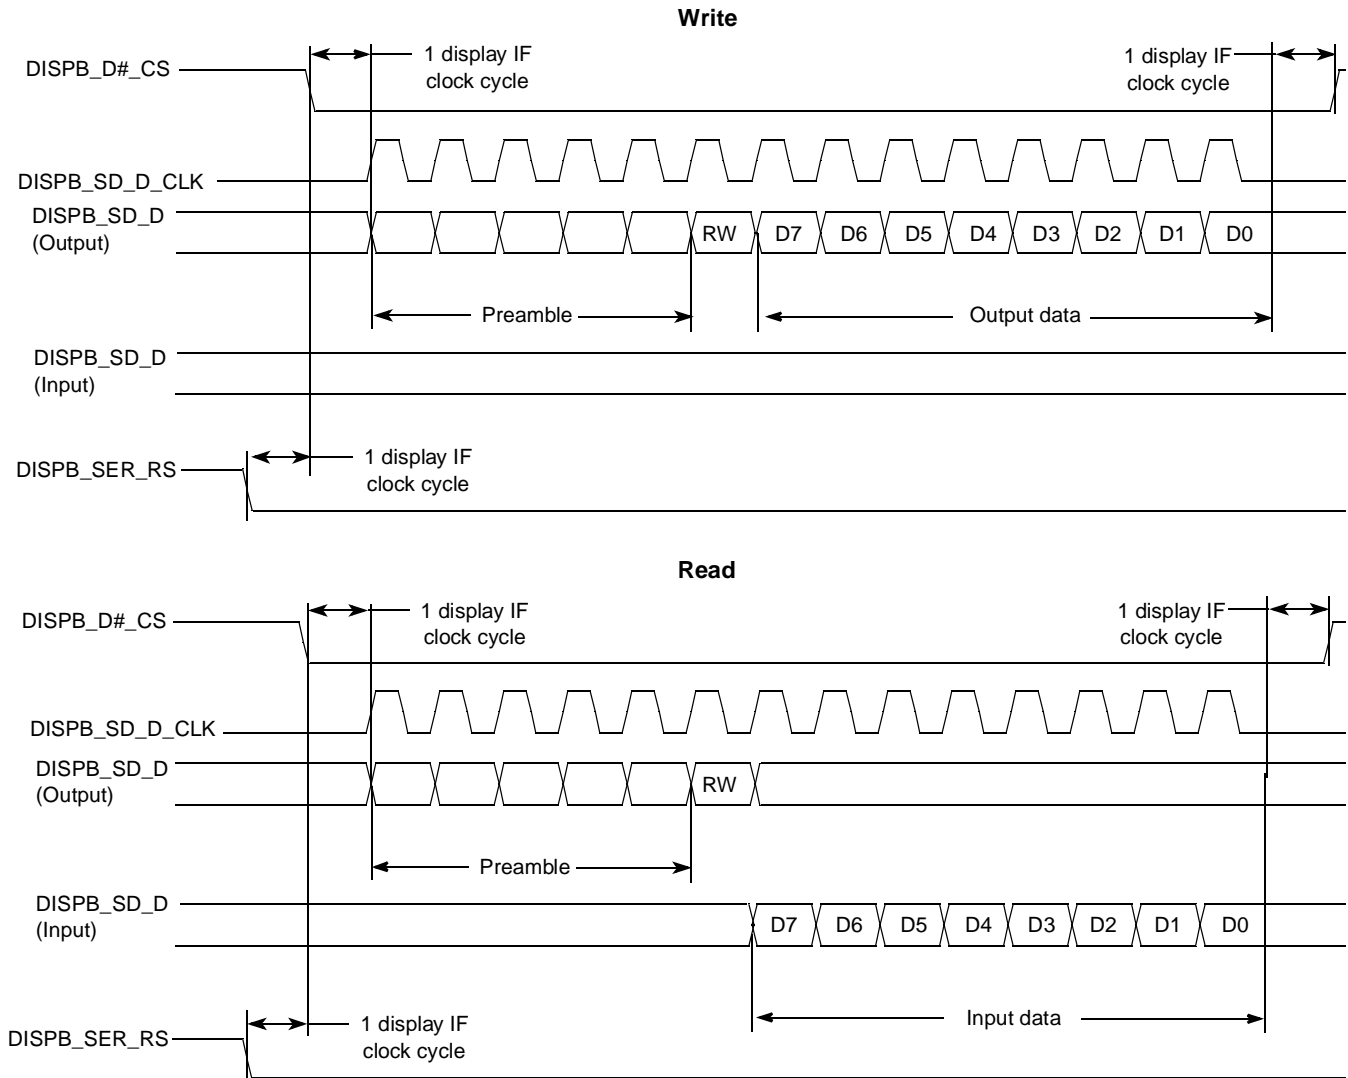 Write
DISPB_D#_CS
1 display IF
clock cycle
1 display IF
clock cycle
DISPB_SD_D_CLK
DISPB_SD_D
(Output)
RW D7 D6 D5 D4 D3 D2 D1 D0
Preamble
Output data
DISPB_SD_D
(Input)
DISPB_SER_RS
1 display IF
clock cycle
Read
DISPB_D#_CS
1 display IF
clock cycle
1 display IF
clock cycle
DISPB_SD_D_CLK
DISPB_SD_D
(Output)
RW
Preamble
DISPB_SD_D
(Input)
D7 D6 D5 D4 D3 D2 D1 D0
Input data
DISPB_SER_RS
1 display IF
clock cycle